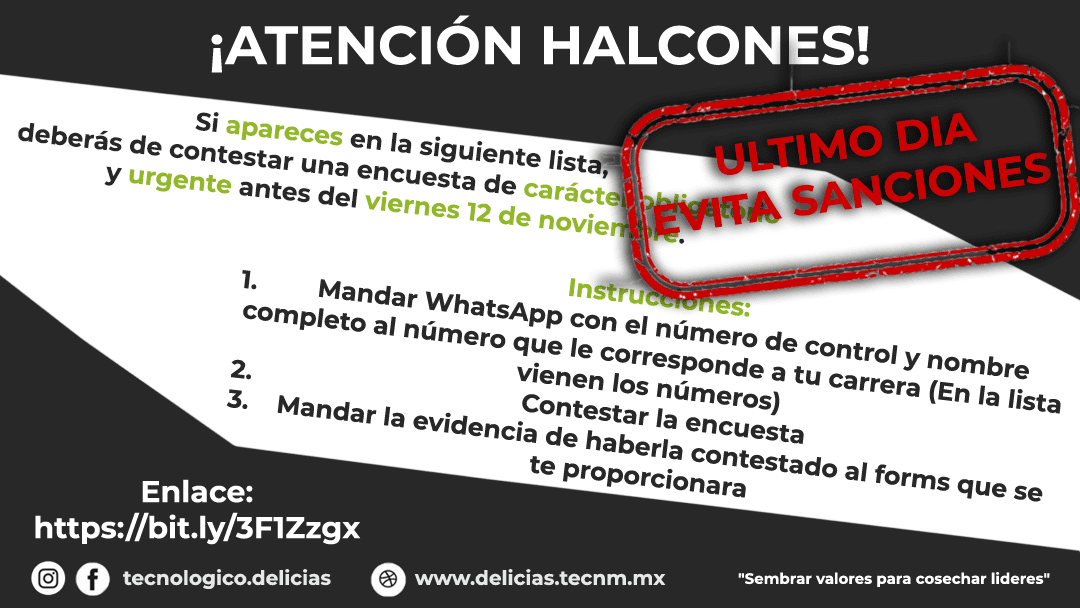 ¡ATENCIÓN HALCONES!
ULTIMO DIA
EVITA SANCIONES
Si apareces en la siguiente lista,
deberás de contestar una encuesta de carácter obligatorio
y urgente antes del viernes 12 de noviembre.
Instrucciones:
1. Mandar WhatsApp con el número de control y nombre
completo al número que le corresponde a tu carrera (En la lista
vienen los números)
2. Contestar la encuesta
3. Mandar la evidencia de haberla contestado al forms que se
te proporcionara
Enlace:
https://bit.ly/3F1Zzgx
tecnologico.delicias
www.delicias.tecnm.mx
"Sembrar valores para cosechar lideres"